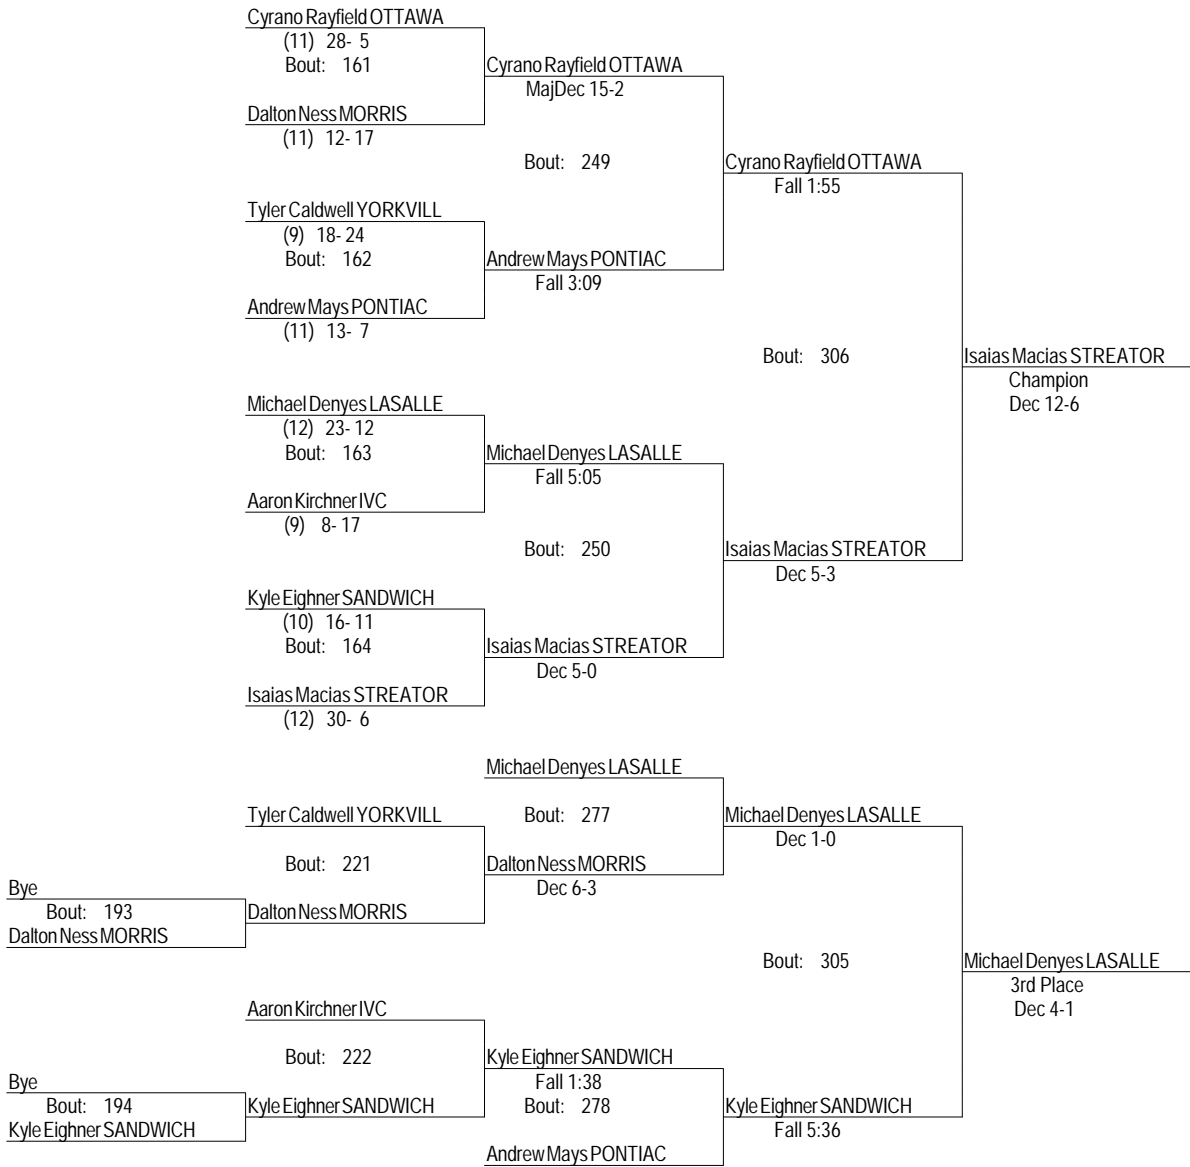 Cyrano Rayfield OTTAWA
(11) 28- 5
Bout: 161
Cyrano Rayfield OTTAWA
MajDec 15-2
Dalton Ness MORRIS
(11) 12- 17
Bout: 249
Cyrano Rayfield OTTAWA
Fall 1:55
Tyler Caldwell YORKVILL
(9) 18- 24
Bout: 162
Andrew Mays PONTIAC
Fall 3:09
Andrew Mays PONTIAC
(11) 13- 7
Bout: 306
Isaias Macias STREATOR
Champion
Dec 12-6
Michael Denyes LASALLE
(12) 23- 12
Bout: 163
Michael Denyes LASALLE
Fall 5:05
Aaron Kirchner IVC
(9) 8- 17
Bout: 250
Isaias Macias STREATOR
Dec 5-3
Kyle Eighner SANDWICH
(10) 16- 11
Bout: 164
Isaias Macias STREATOR
Dec 5-0
Isaias Macias STREATOR
(12) 30- 6
Michael Denyes LASALLE
Tyler Caldwell YORKVILL
Bout: 277
Michael Denyes LASALLE
Dec 1-0
Bout: 221
Dalton Ness MORRIS
Dec 6-3
Bye
Bout: 193
Dalton Ness MORRIS
Dalton Ness MORRIS
Bout: 305
Michael Denyes LASALLE
3rd Place
Dec 4-1
Aaron Kirchner IVC
Bout: 222
Kyle Eighner SANDWICH
Fall 1:38
Bye
Bout: 194
Kyle Eighner SANDWICH
Kyle Eighner SANDWICH
Bout: 278
Kyle Eighner SANDWICH
Fall 5:36
Andrew Mays PONTIAC